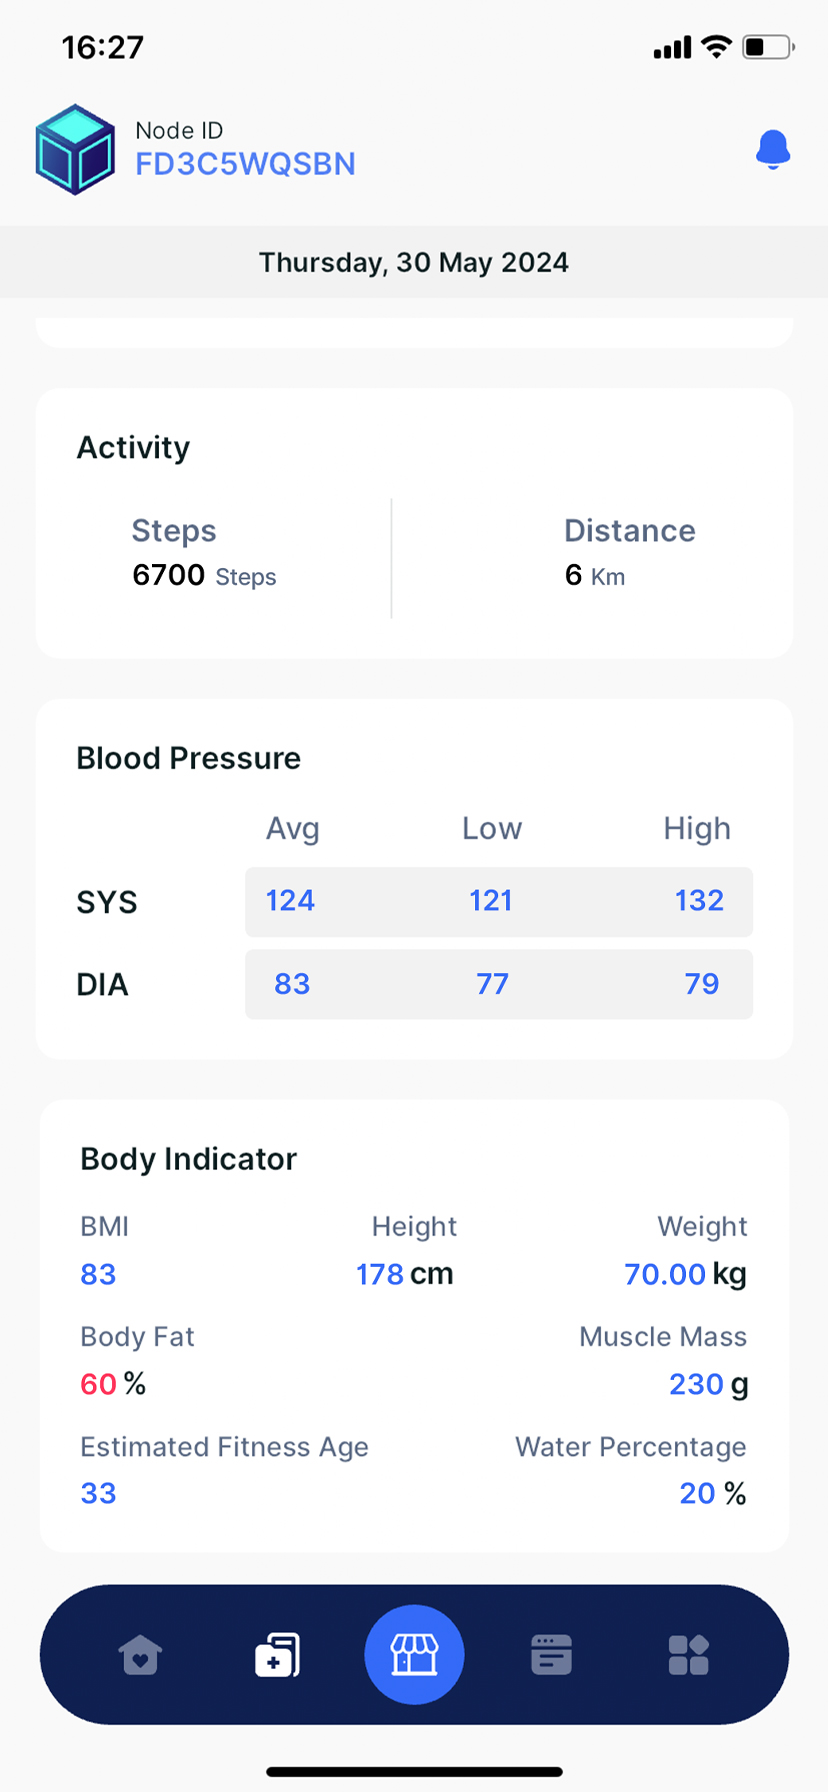 16:27
Node ID
FD3C5WQSBN
Thursday, 30 May 2024
Activity
Steps Distance
6700 Steps 6 Km
Blood Pressure
Avg Low High
SYS 124 121 132
DIA 83 77 79
Body Indicator
BMI Height Weight
83 178 cm 70.00 kg
Body Fat Muscle Mass
60 % 230 g
Estimated Fitness Age Water Percentage
33 20 %